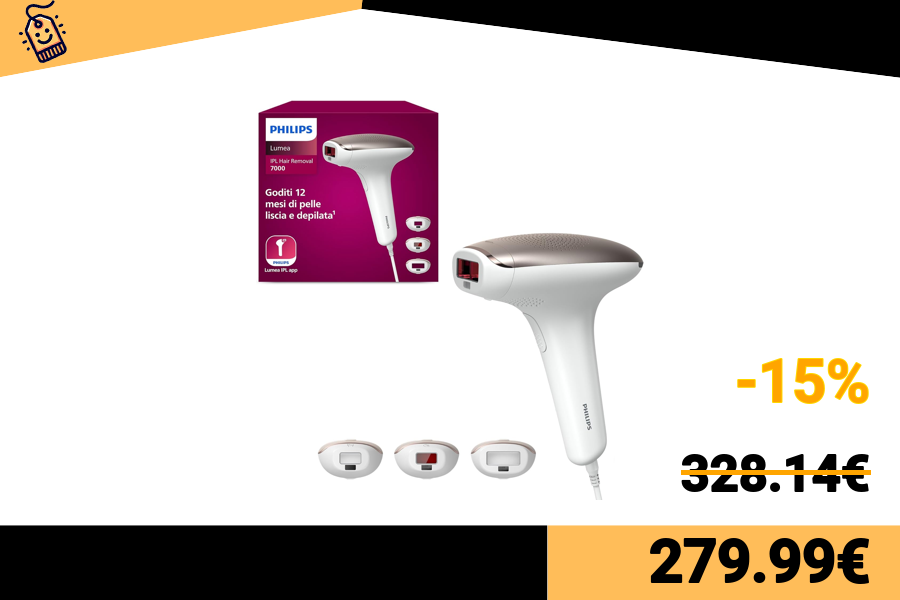 PHILIPS
Lumea
IPL Hair Removal
7000
Goditi 12
mesi di pelle
liscia e depilata¹
PHILIPS
Lumea IPL app
PHILIPS
PHILIPS
-15%
328.14€
279.99€